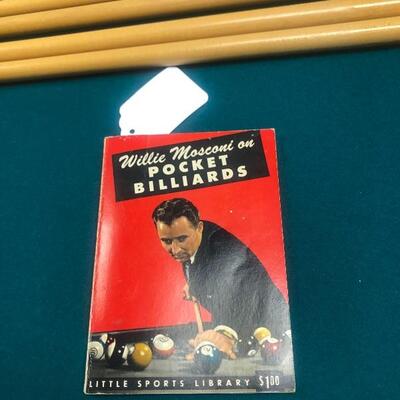 Willie Mosconi on
POCKET
BILLIARDS
LITTLE SPORTS LIBRARY $1.00